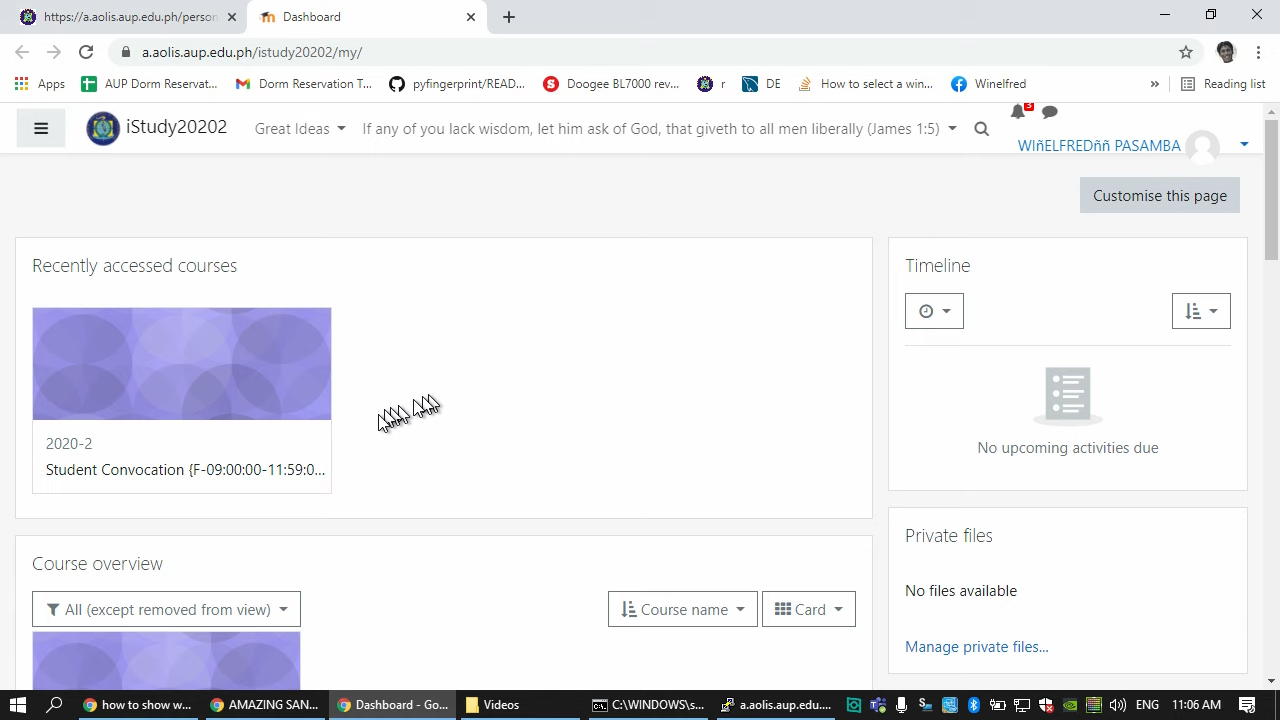 https://a.aolis.aup.edu.ph/person
Dashboard
a.aolis.aup.edu.ph/istudy20202/my/
Apps
AUP Dorm Reservat...
Dorm Reservation T...
pyfingerprint/READ...
Doogee BL7000 rev...
r
DE
How to select a win...
Winelfred
»
Reading list
iStudy20202
Great Ideas
If any of you lack wisdom, let him ask of God, that giveth to all men liberally (James 1:5)
3
WIñELFREDññ PASAMBA
Customise this page
Recently accessed courses
2020-2
Student Convocation {F-09:00:00-11:59:0...
Timeline
No upcoming activities due
Course overview
All (except removed from view)
Course name
Card
Private files
No files available
Manage private files...
how to show w...
AMAZING SAN...
Dashboard - Go...
Videos
C:\WINDOWS\s...
a.aolis.aup.edu....
ENG
11:06 AM